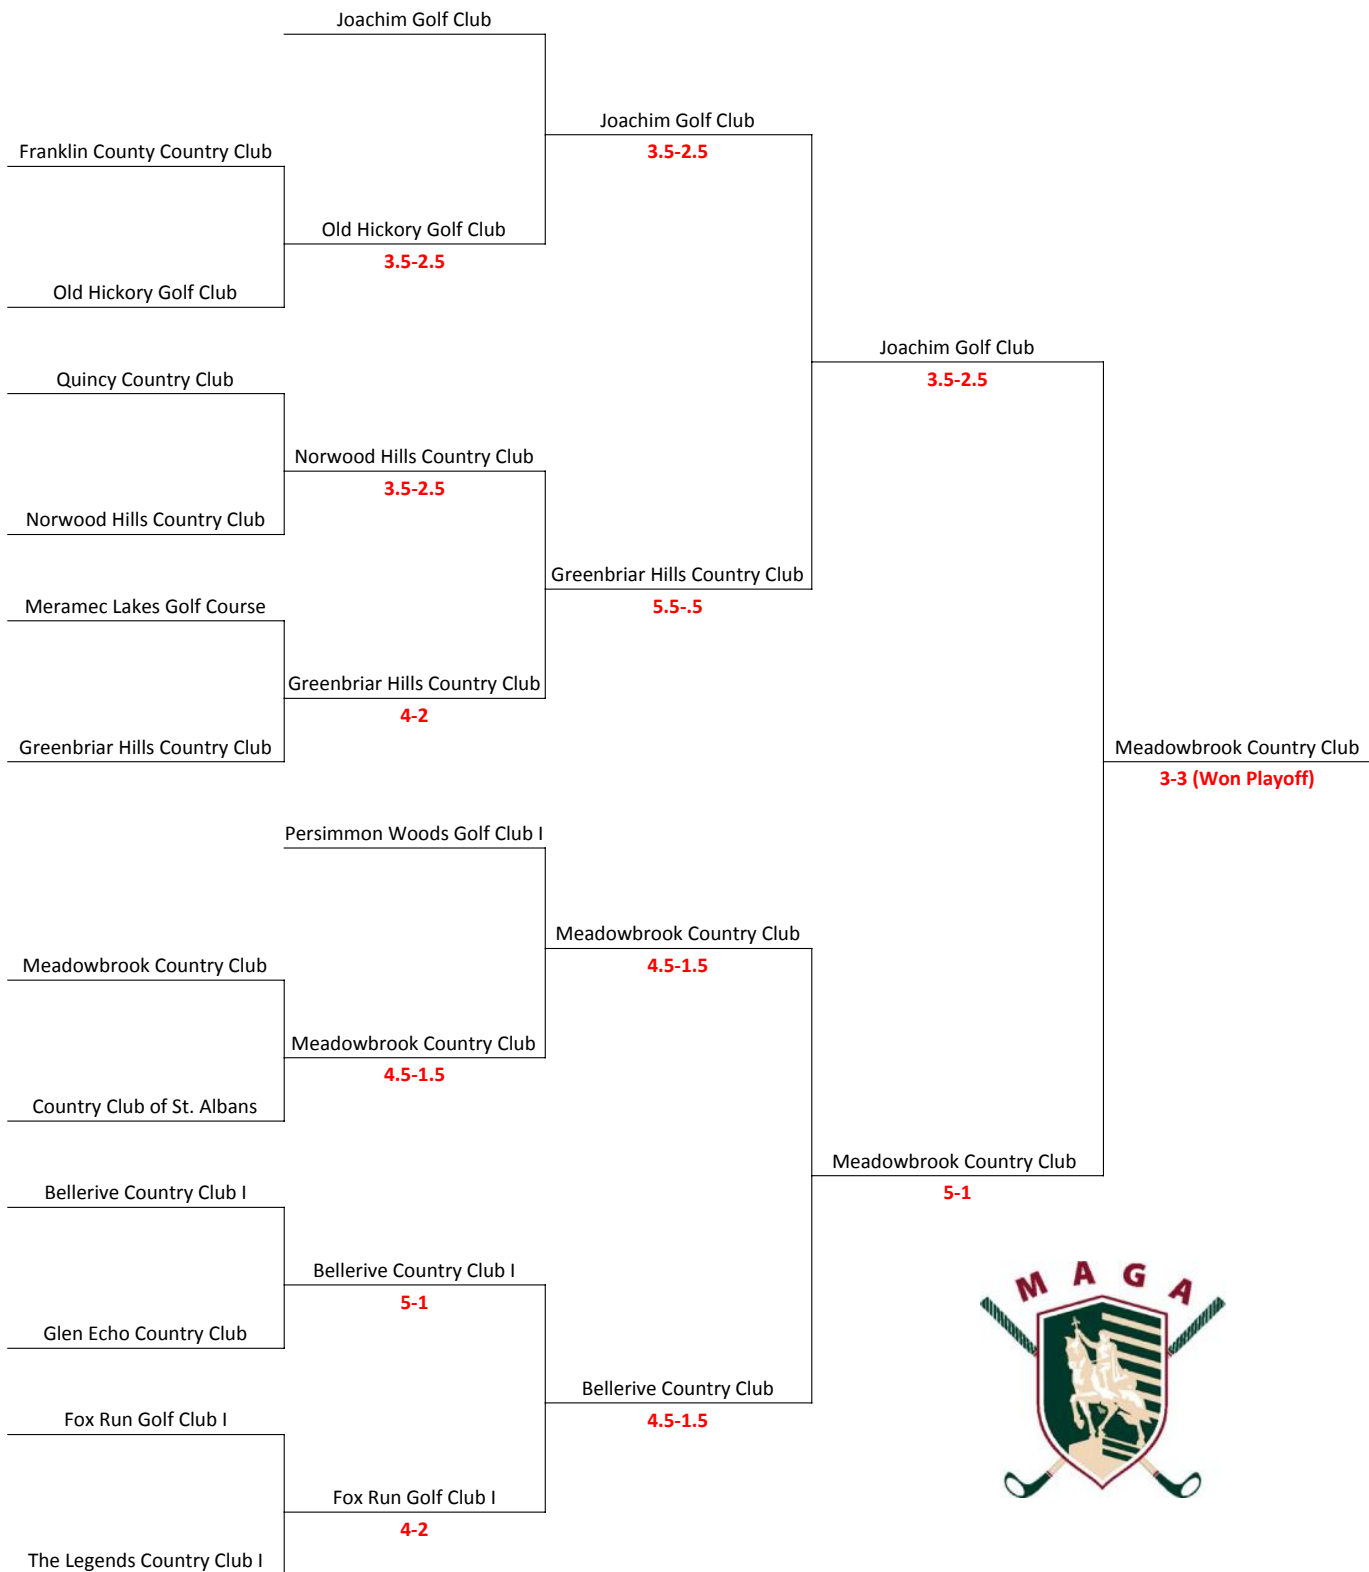 Joachim Golf Club
Joachim Golf Club
3.5-2.5
Franklin County Country Club
Old Hickory Golf Club
3.5-2.5
Old Hickory Golf Club
Joachim Golf Club
3.5-2.5
Quincy Country Club
Norwood Hills Country Club
3.5-2.5
Norwood Hills Country Club
Greenbriar Hills Country Club
5.5-.5
Meramec Lakes Golf Course
Greenbriar Hills Country Club
4-2
Greenbriar Hills Country Club
Meadowbrook Country Club
3-3 (Won Playoff)
Persimmon Woods Golf Club I
Meadowbrook Country Club
4.5-1.5
Meadowbrook Country Club
Meadowbrook Country Club
4.5-1.5
Country Club of St. Albans
Meadowbrook Country Club
5-1
Bellerive Country Club I
Bellerive Country Club I
5-1
Glen Echo Country Club
Bellerive Country Club
4.5-1.5
Fox Run Golf Club I
Fox Run Golf Club I
4-2
The Legends Country Club I
MAGA